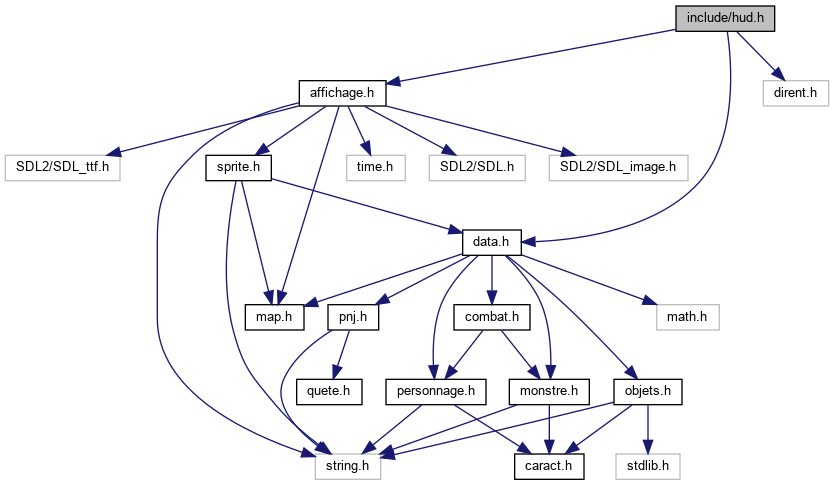 include/hud.h
affichage.h
dirent.h
SDL2/SDL_ttf.h
sprite.h
time.h
SDL2/SDL.h
SDL2/SDL_image.h
data.h
map.h
pnj.h
combat.h
math.h
quete.h
personnage.h
monstre.h
objets.h
string.h
caract.h
stdlib.h